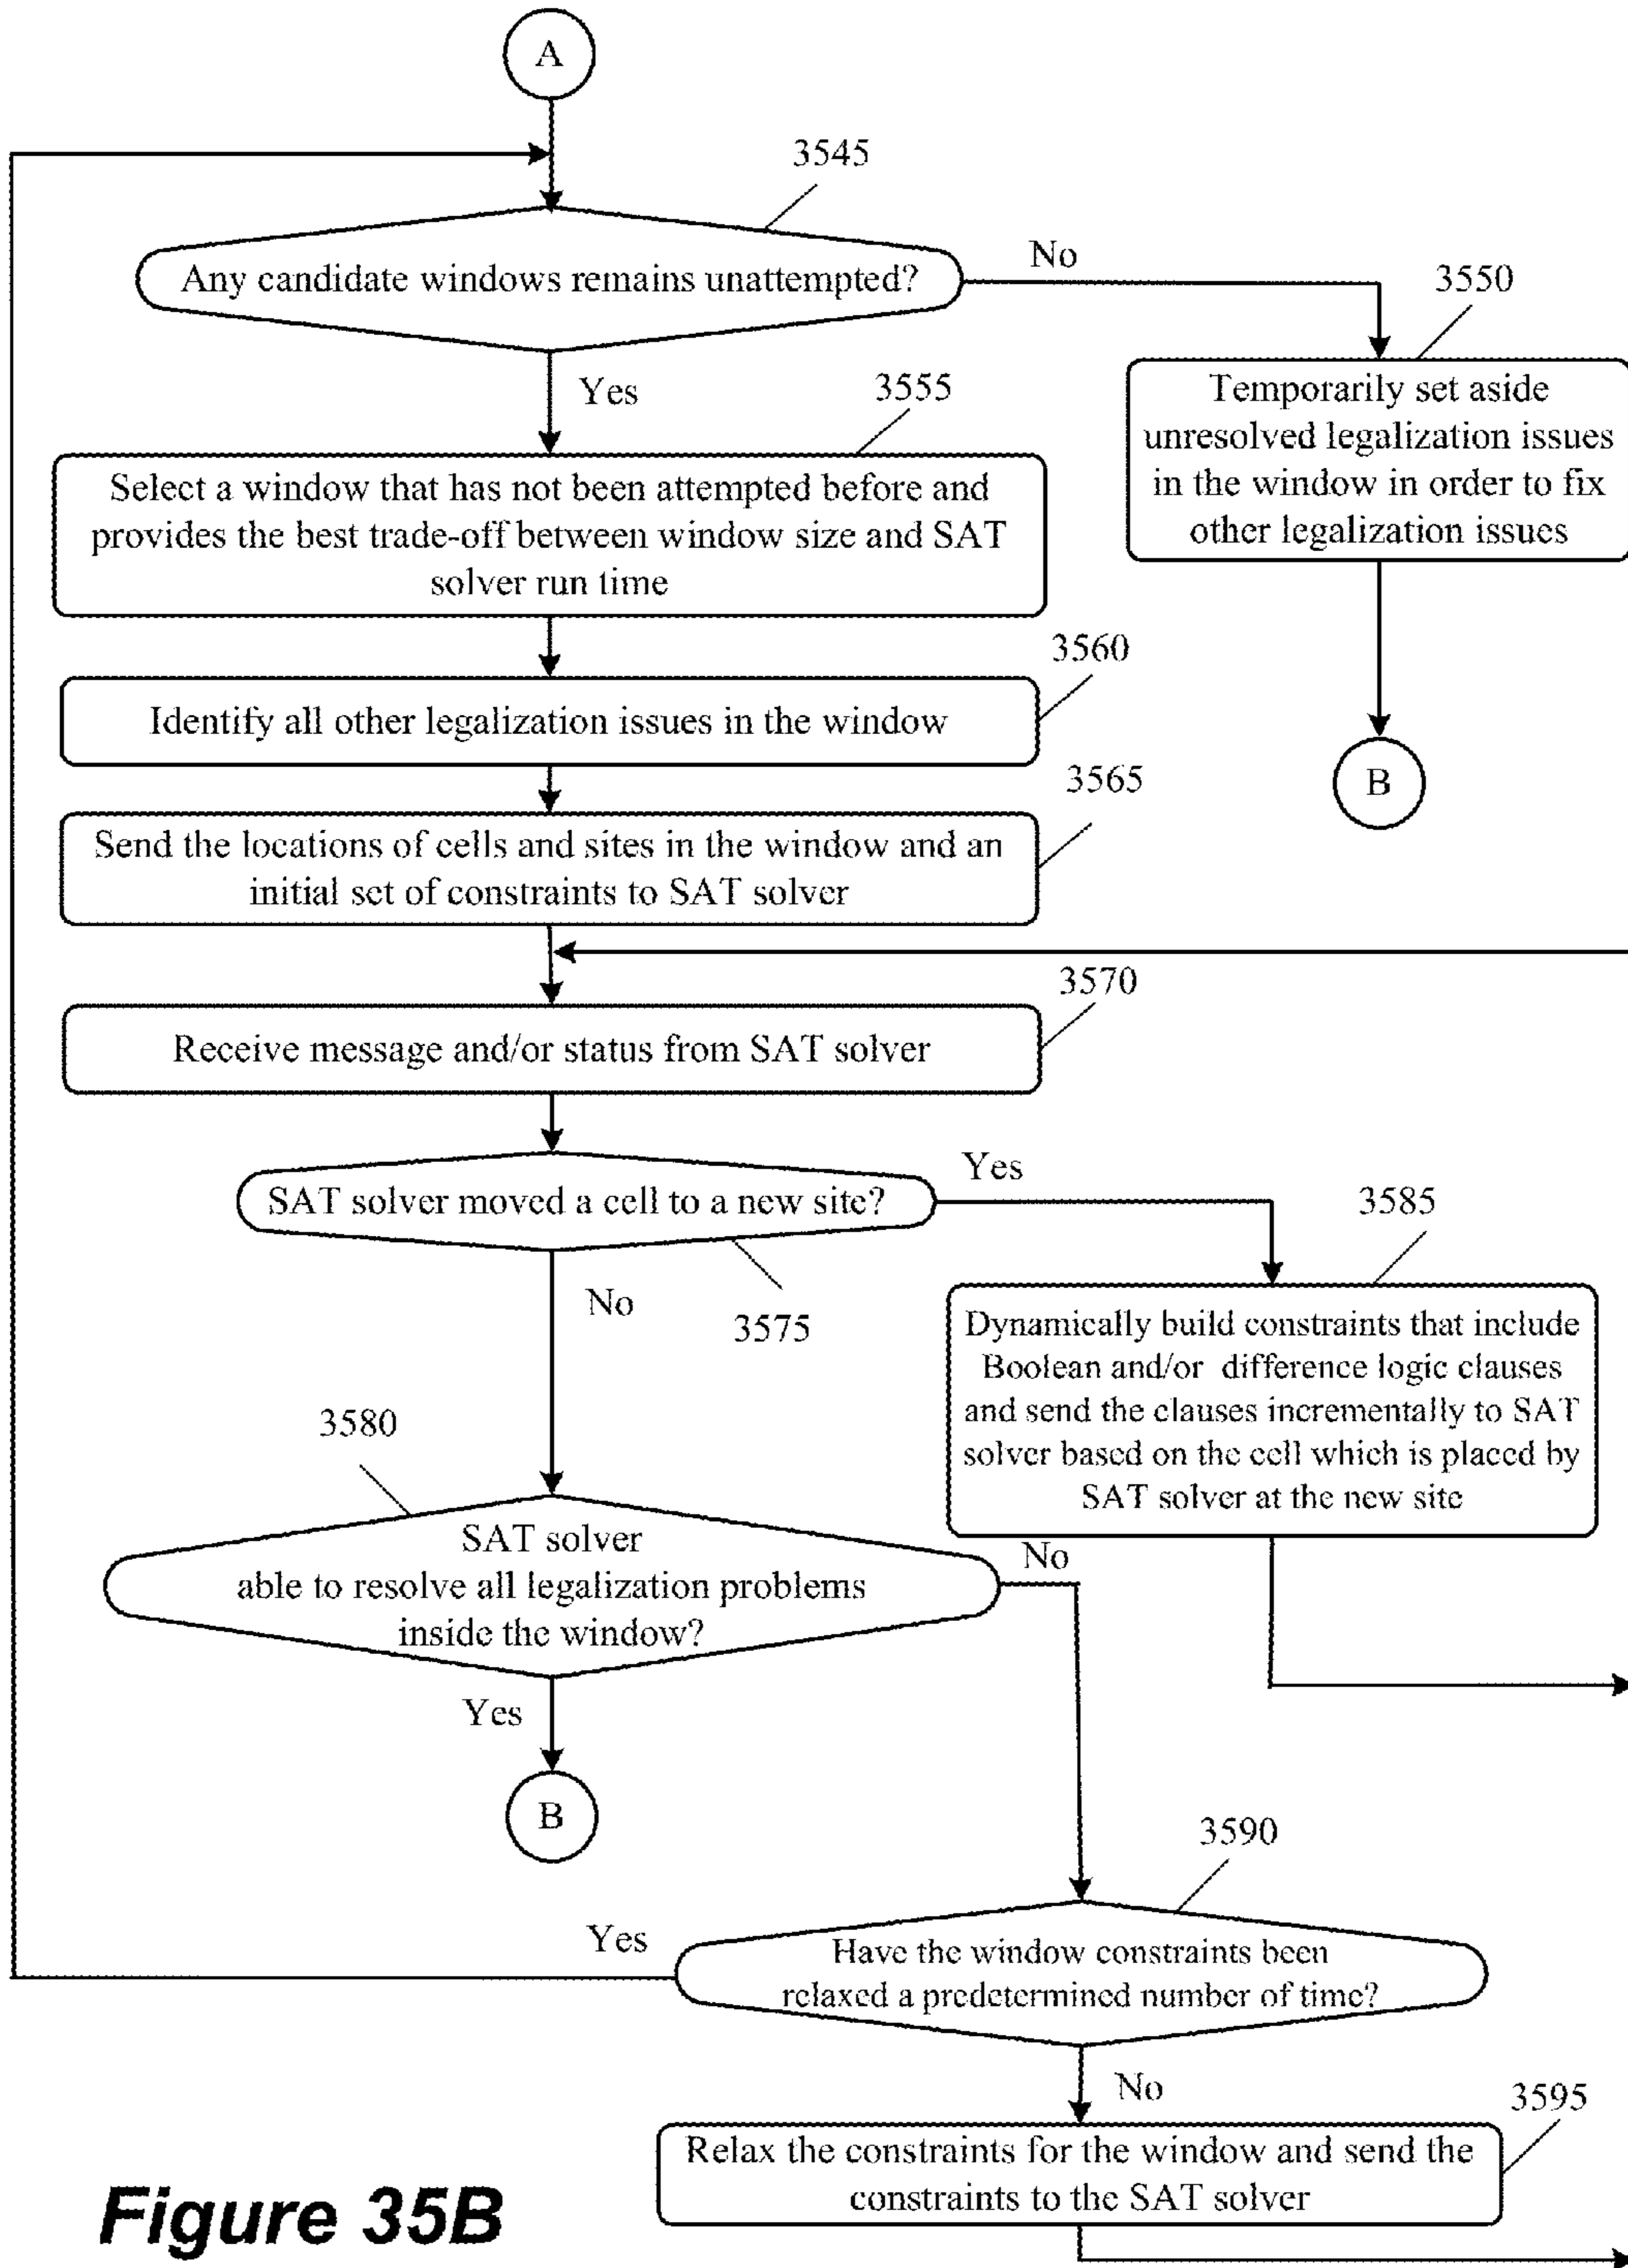 A
3545
Any candidate windows remains unattempted?
No
3550
Yes
3555
Temporarily set aside
unresolved legalization issues
in the window in order to fix
other legalization issues
Select a window that has not been attempted before and
provides the best trade-off between window size and SAT
solver run time
3560
Identify all other legalization issues in the window
B
3565
Send the locations of cells and sites in the window and an
initial set of constraints to SAT solver
3570
Receive message and/or status from SAT solver
SAT solver moved a cell to a new site?
Yes
3585
No
3575
Dynamically build constraints that include
Boolean and/or difference logic clauses
and send the clauses incrementally to SAT
solver based on the cell which is placed by
SAT solver at the new site
3580
SAT solver
able to resolve all legalization problems
inside the window?
No
Yes
B
3590
Yes
Have the window constraints been
relaxed a predetermined number of time?
No
3595
Relax the constraints for the window and send the
constraints to the SAT solver
Figure 35B